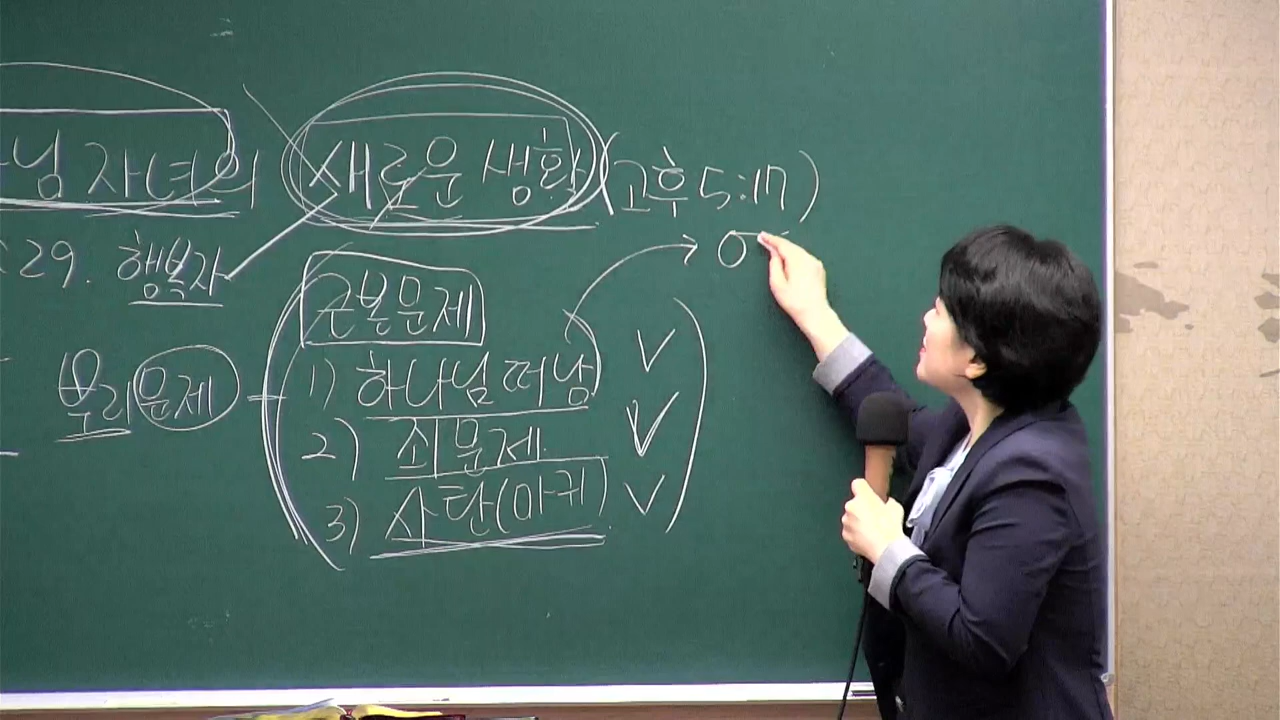 님 자녀의 새로운 생활 (고후 5:17)
:29. 행복자
근본문제
우리문제
1) 하나님 떠남
2) 죄문제.
3) 사탄(마귀)